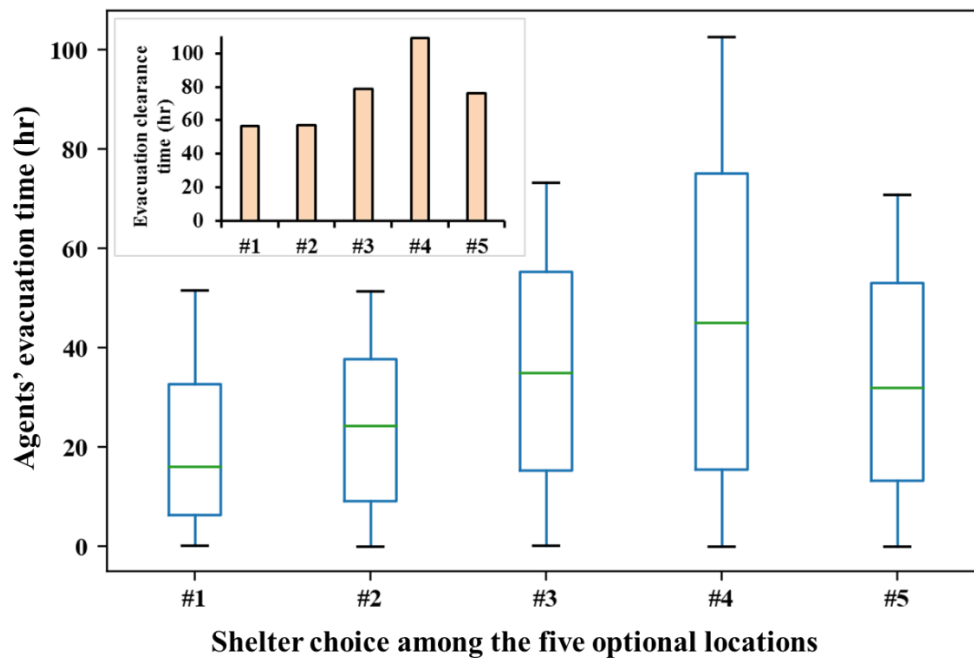 Agents' evacuation time (hr)
100
80
60
40
20
0
Evacuation clearance
time (hr)
100
80
60
40
20
0
#1 #2 #3 #4 #5
#1 #2 #3 #4 #5
Shelter choice among the five optional locations